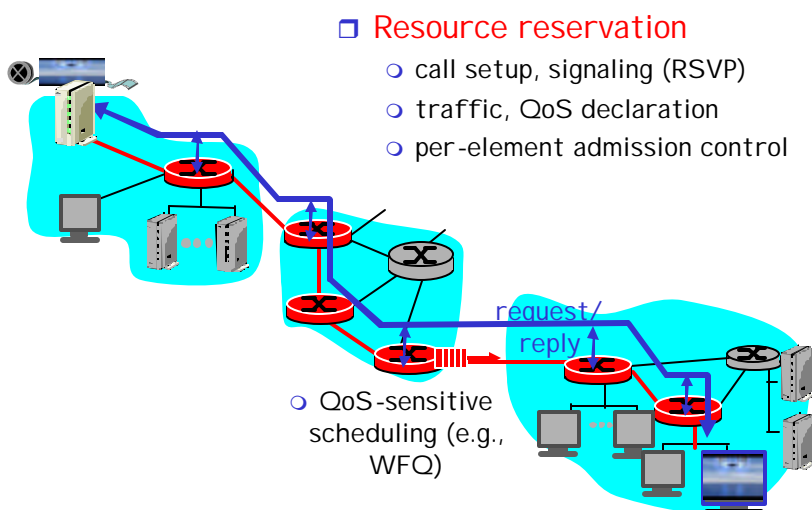 Resource reservation
call setup, signaling (RSVP)
traffic, QoS declaration
per-element admission control
request/
reply
QoS-sensitive
scheduling (e.g.,
WFQ)